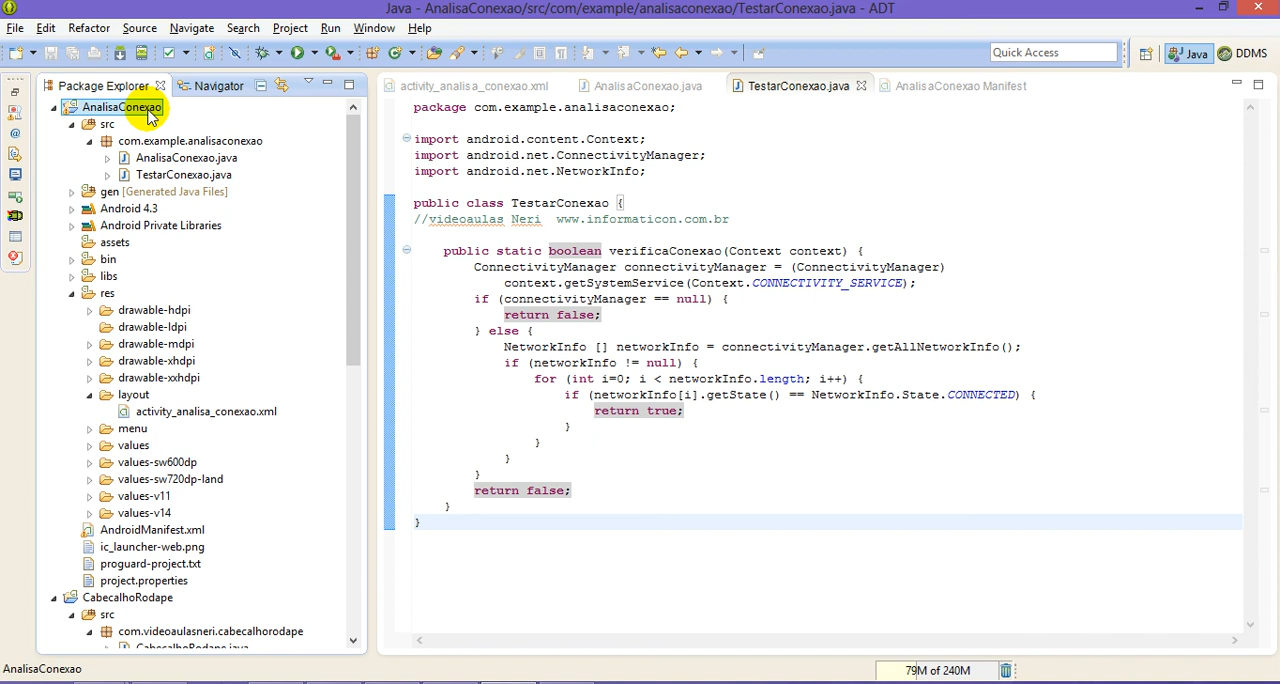 Java - AnalisaConexao/src/com/example/analisaconexao/TestarConexao.java - ADT
File Edit Refactor Source Navigate Search Project Run Window Help
Quick Access
Java
DDMS
Package Explorer
Navigator
AnalisaConexao
src
com.example.analisaconexao
AnalisaConexao.java
TestarConexao.java
gen [Generated Java Files]
Android 4.3
Android Private Libraries
assets
bin
libs
res
drawable-hdpi
drawable-ldpi
drawable-mdpi
drawable-xhdpi
drawable-xxhdpi
layout
activity_analisa_conexao.xml
menu
values
values-sw600dp
values-sw720dp-land
values-v11
values-v14
AndroidManifest.xml
ic_launcher-web.png
proguard-project.txt
project.properties
CabecalhoRodape
src
com.videoaulasneri.cabecalhorodape
CabecalhoRodape.java
activity_analisa_conexao.xml
AnalisaConexao.java
TestarConexao.java
AnalisaConexao Manifest
package com.example.analisaconexao;
import android.content.Context;
import android.net.ConnectivityManager;
import android.net.NetworkInfo;
public class TestarConexao {
//videoaulas Neri  www.informaticon.com.br
public static boolean verificaConexao(Context context) {
ConnectivityManager connectivityManager = (ConnectivityManager)
context.getSystemService(Context.CONNECTIVITY_SERVICE);
if (connectivityManager == null) {
return false;
} else {
NetworkInfo [] networkInfo = connectivityManager.getAllNetworkInfo();
if (networkInfo != null) {
for (int i=0; i < networkInfo.length; i++) {
if (networkInfo[i].getState() == NetworkInfo.State.CONNECTED) {
return true;
}
}
}
}
return false;
}
}
AnalisaConexao
79M of 240M